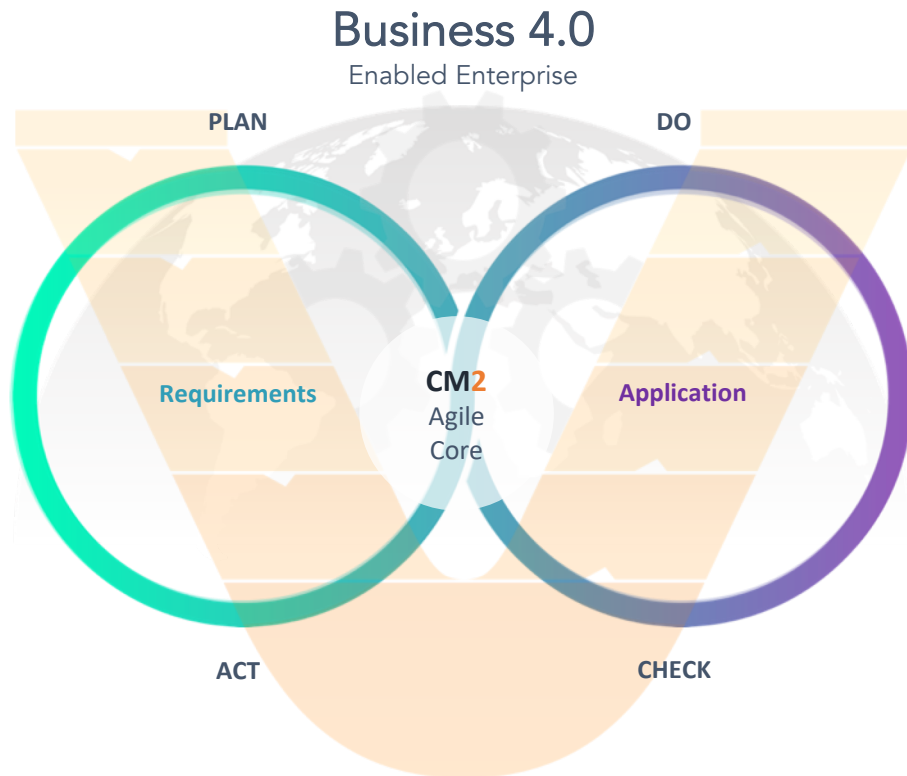 Business 4.0
Enabled Enterprise
PLAN
DO
Requirements
CM2
Agile
Core
Application
ACT
CHECK